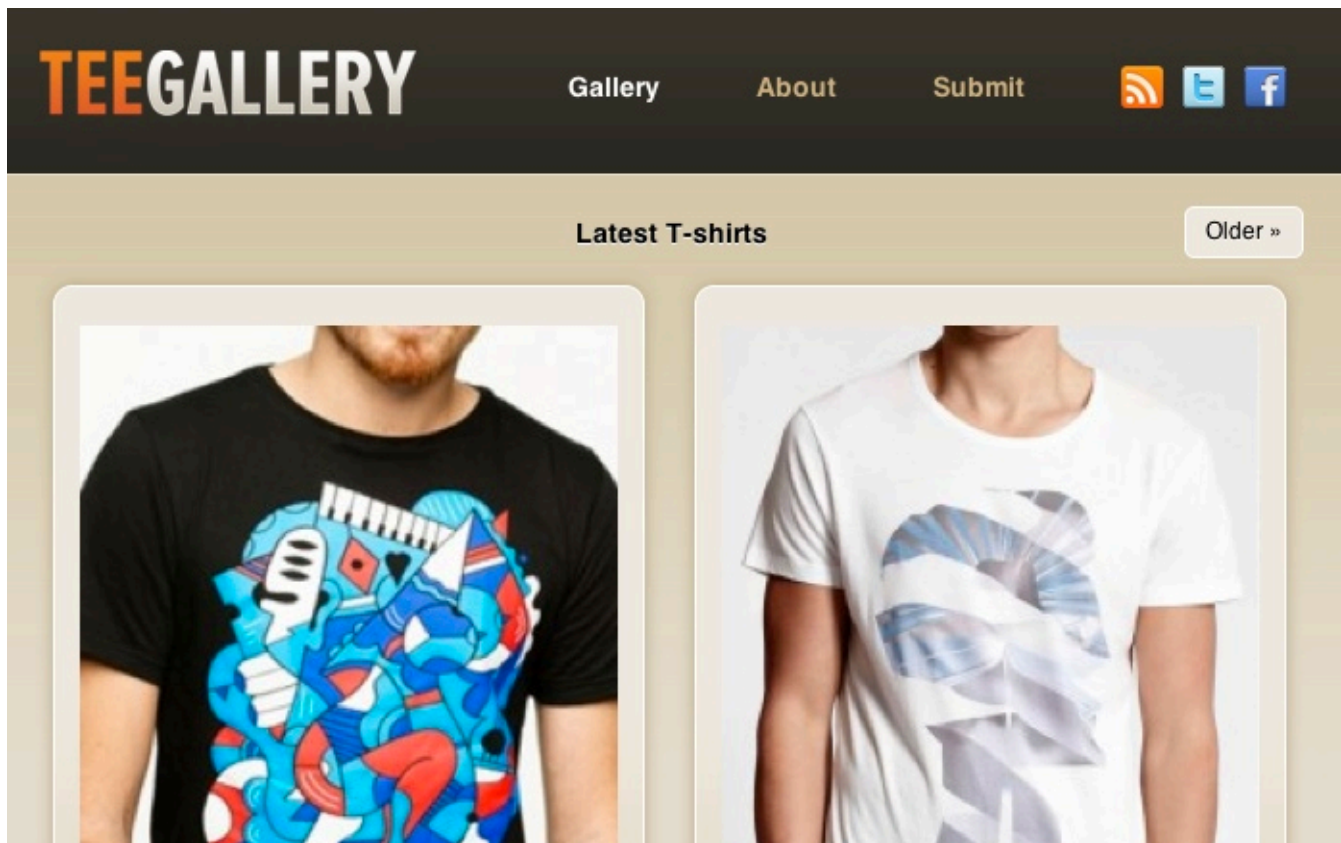 TEEGALLERY
Gallery
About
Submit
Latest T-shirts
Older »